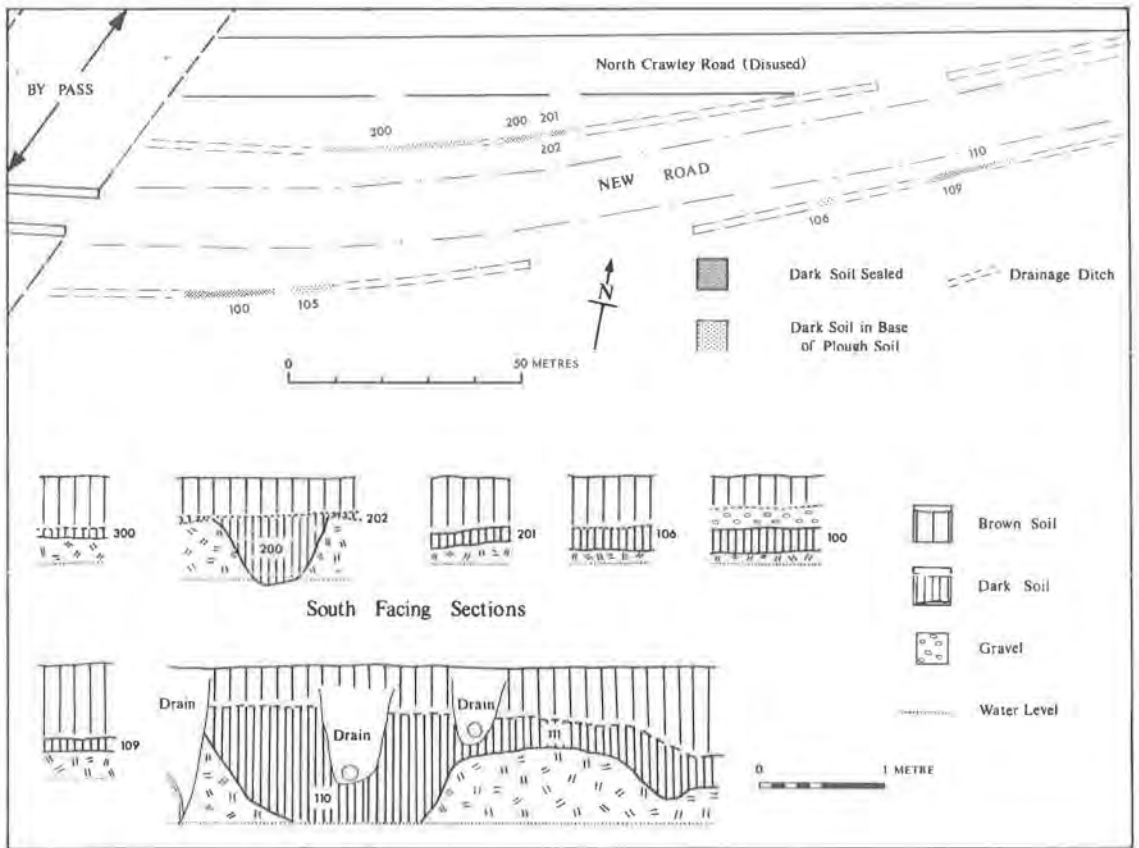 BY PASS
North Crawley Road (Disused)
200
200 201
202
NEW ROAD
110
109
106
100
105
N
Dark Soil Sealed
Drainage Ditch
Dark Soil in Base
of Plough Soil
0
50 METRES
300
200
202
201
106
100
Brown Soil
Dark Soil
Gravel
Water Level
South Facing Sections
109
Drain
Drain
Drain
110
111
0
1 METRE